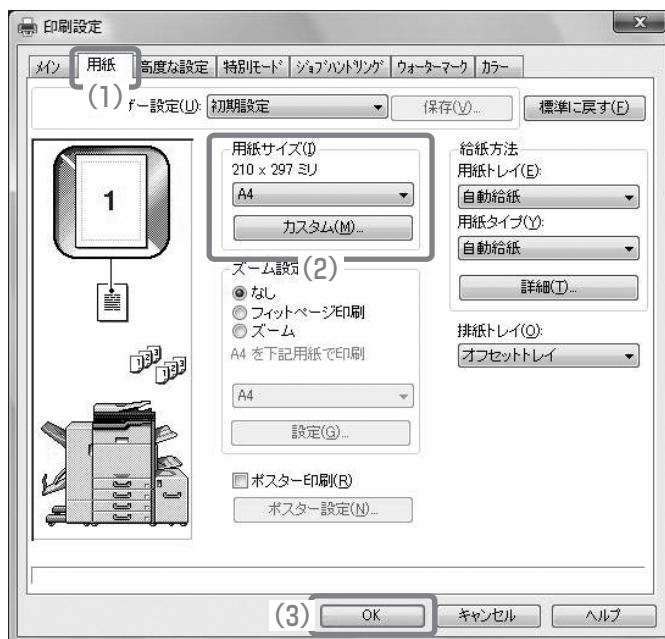 印刷設定
メイン 用紙 高度な設定 特別モード ジョブハンドリング ウォーターマーク カラー
(1)
ザー設定(U): 初期設定 保存(V)... 標準に戻す(F)
用紙サイズ(I)
210 x 297 ミリ
A4
カスタム(M)...
(2)
給紙方法
用紙トレイ(E):
自動給紙
用紙タイプ(Y):
自動給紙
詳細(T)...
排紙トレイ(O):
オフセットトレイ
1
1 2 3
1 2 3
ズーム設
なし
フィットページ印刷
ズーム
A4 を下記用紙で印刷
A4
設定(G)...
ポスター印刷(R)
ポスター設定(N)...
(3)
OK キャンセル ヘルプ